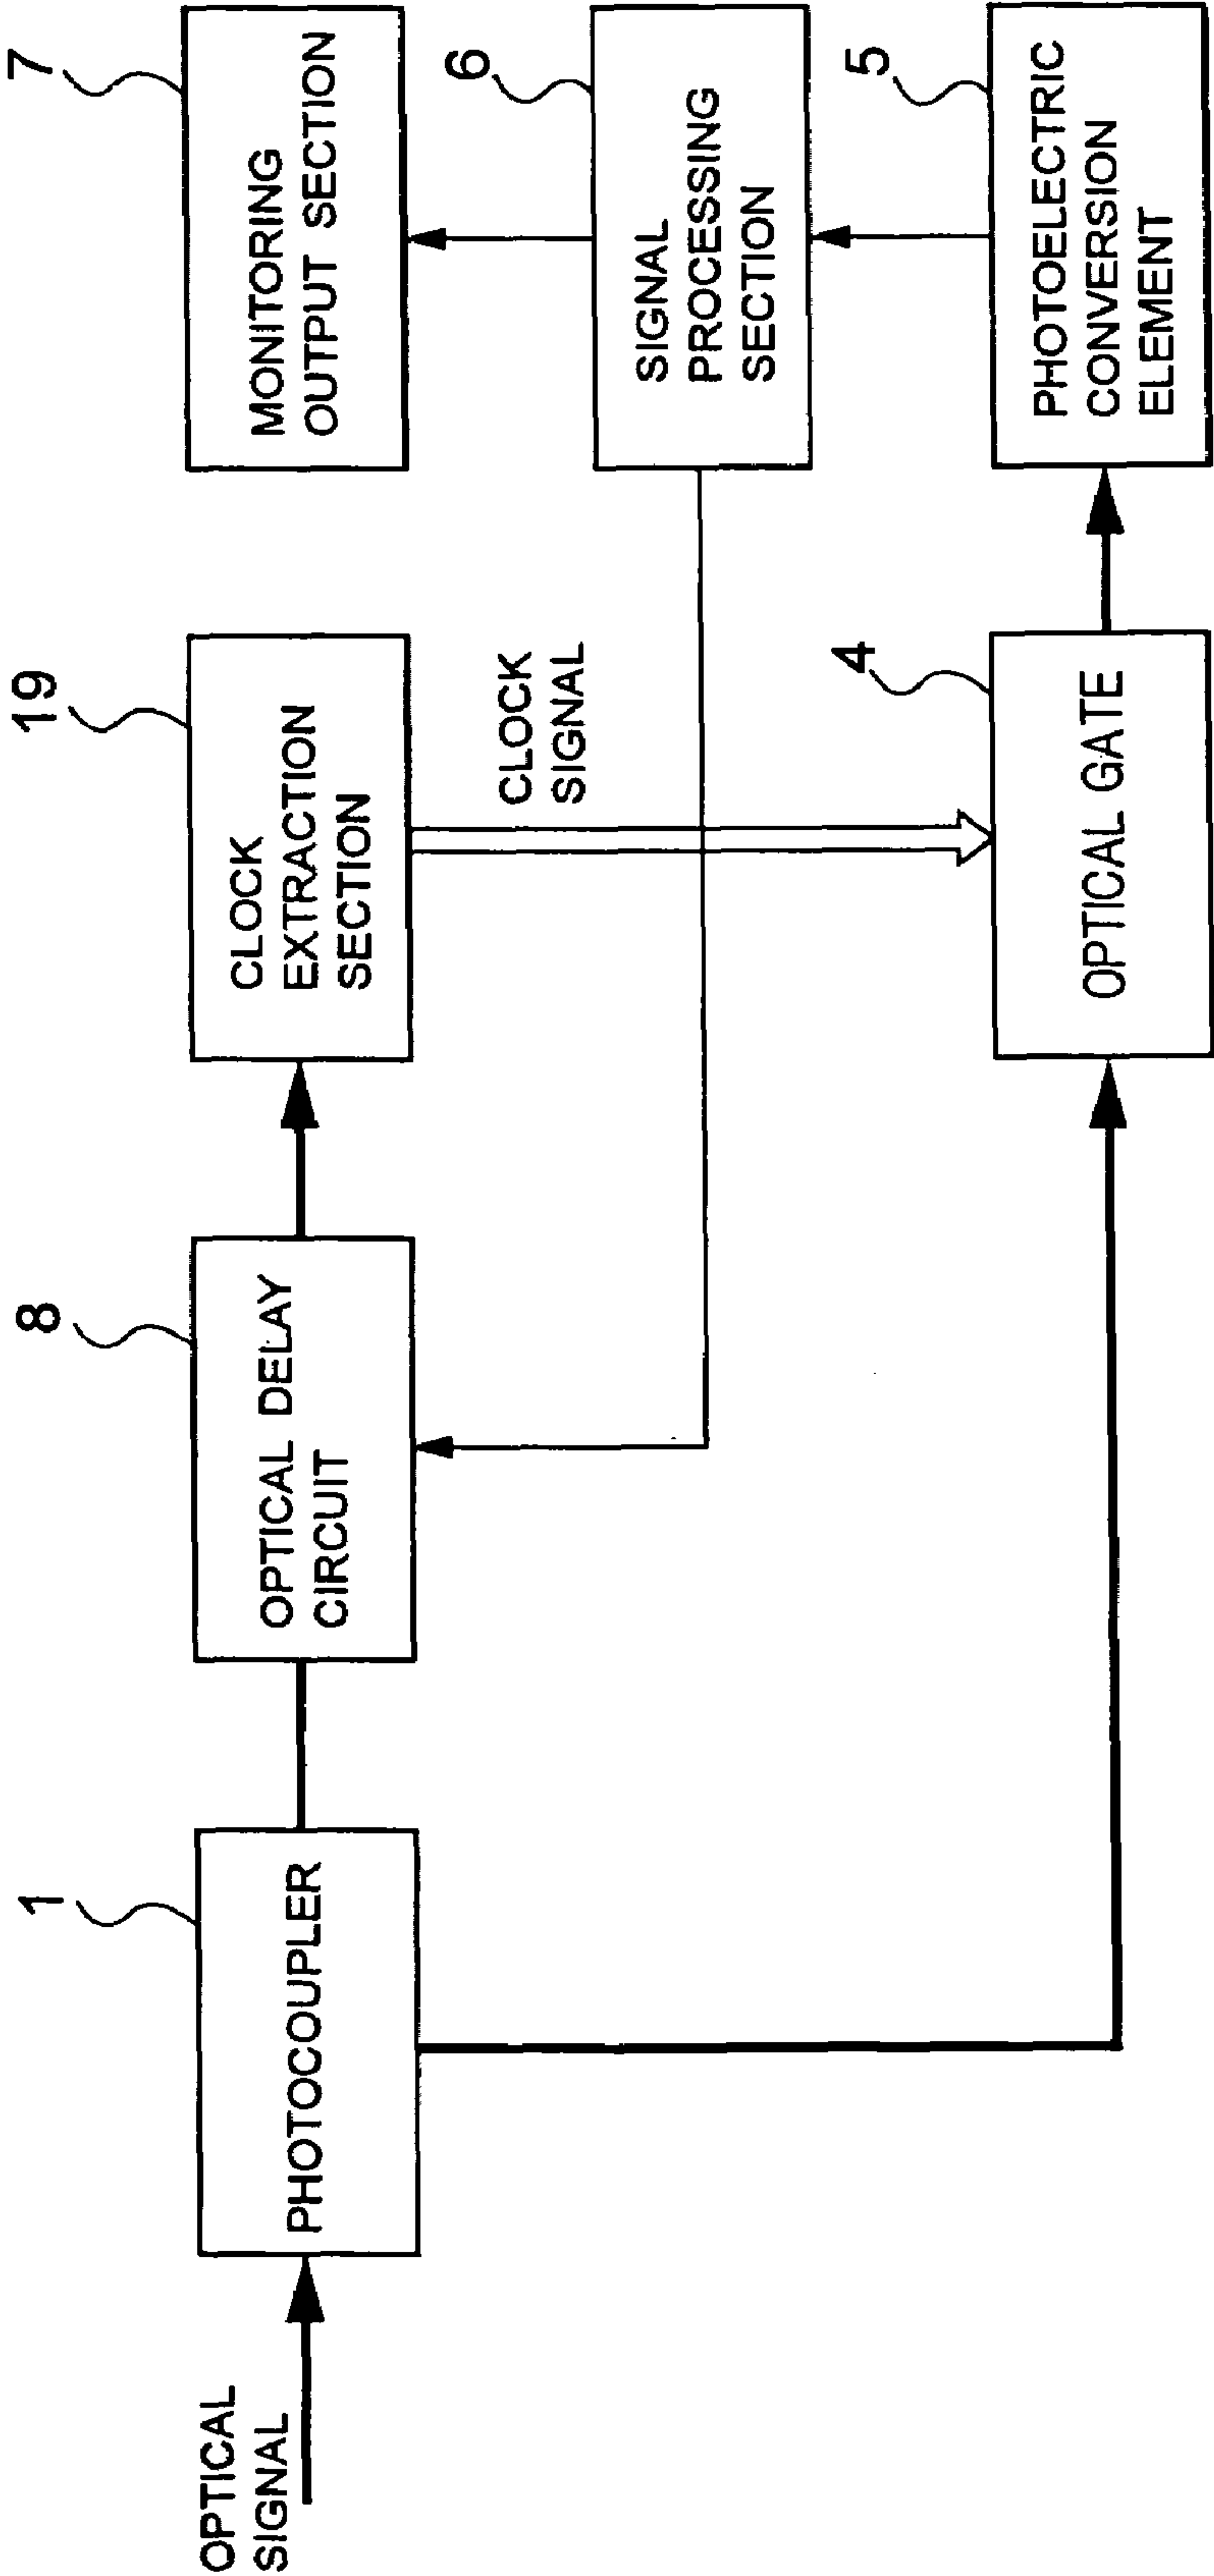 OPTICAL
SIGNAL
1
PHOTOCOUPLER
8
OPTICAL DELAY
CIRCUIT
19
CLOCK
EXTRACTION
SECTION
7
MONITORING
OUTPUT SECTION
CLOCK
SIGNAL
6
SIGNAL
PROCESSING
SECTION
4
OPTICAL GATE
5
PHOTOELECTRIC
CONVERSION
ELEMENT